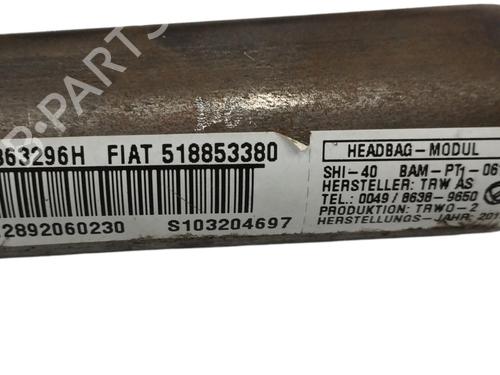 863296H FIAT 518853380
2892060230 S103204697
HEADBAG-MODUL
SHI-40 BAM-PT1-06
HERSTELLER: TRW AS
TEL.: 0049/8638-9650
PRODUKTION: TRWO-2
HERSTELLUNGS-JAHR: 201
B-PARTS